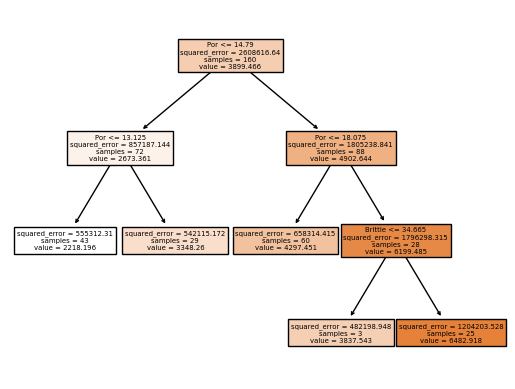 Por <= 14.79
squared_error = 2608616.64
samples = 160
value = 3899.466
Por <= 13.125
squared_error = 857187.144
samples = 72
value = 2673.361
Por <= 18.075
squared_error = 1805238.841
samples = 88
value = 4902.644
squared_error = 555312.31
samples = 43
value = 2218.196
squared_error = 542115.172
samples = 29
value = 3348.26
squared_error = 658314.415
samples = 60
value = 4297.451
Brittle <= 34.665
squared_error = 1796298.315
samples = 28
value = 6199.485
squared_error = 482198.948
samples = 3
value = 3837.543
squared_error = 1204203.528
samples = 25
value = 6482.918